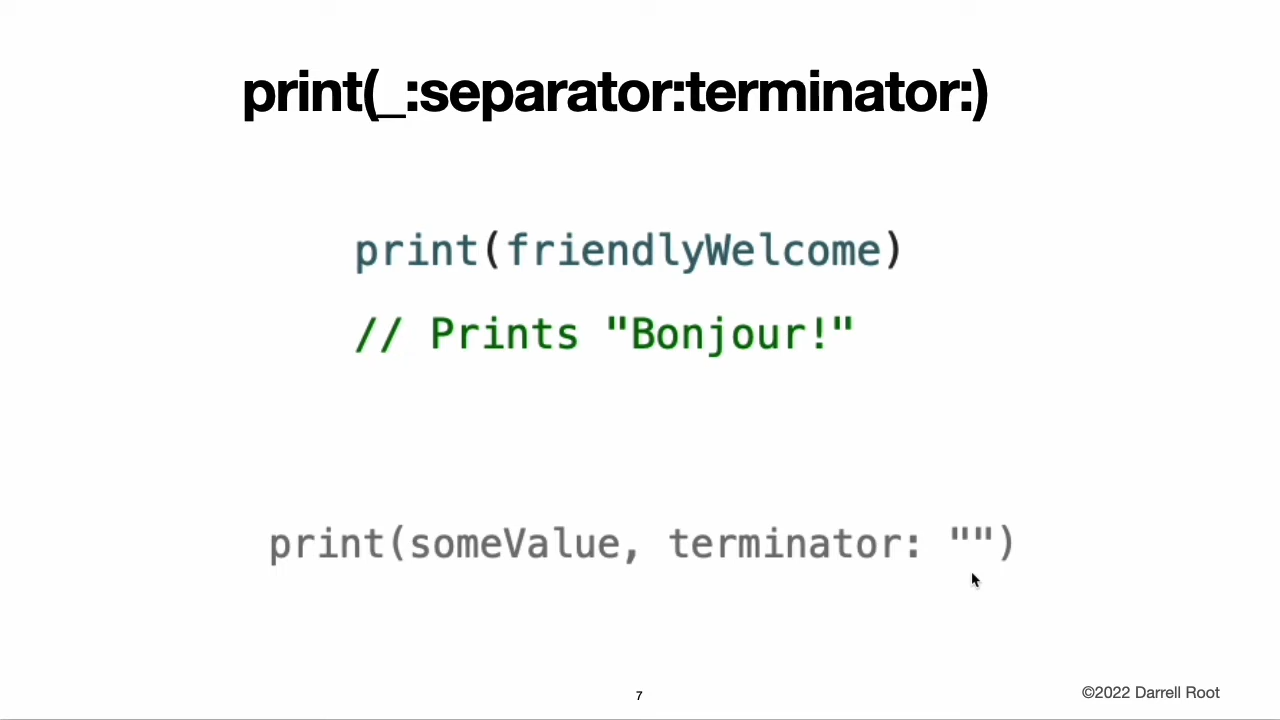 print(_:separator:terminator:)
print(friendlyWelcome)
// Prints "Bonjour!"
print(someValue, terminator: "")
7
©2022 Darrell Root